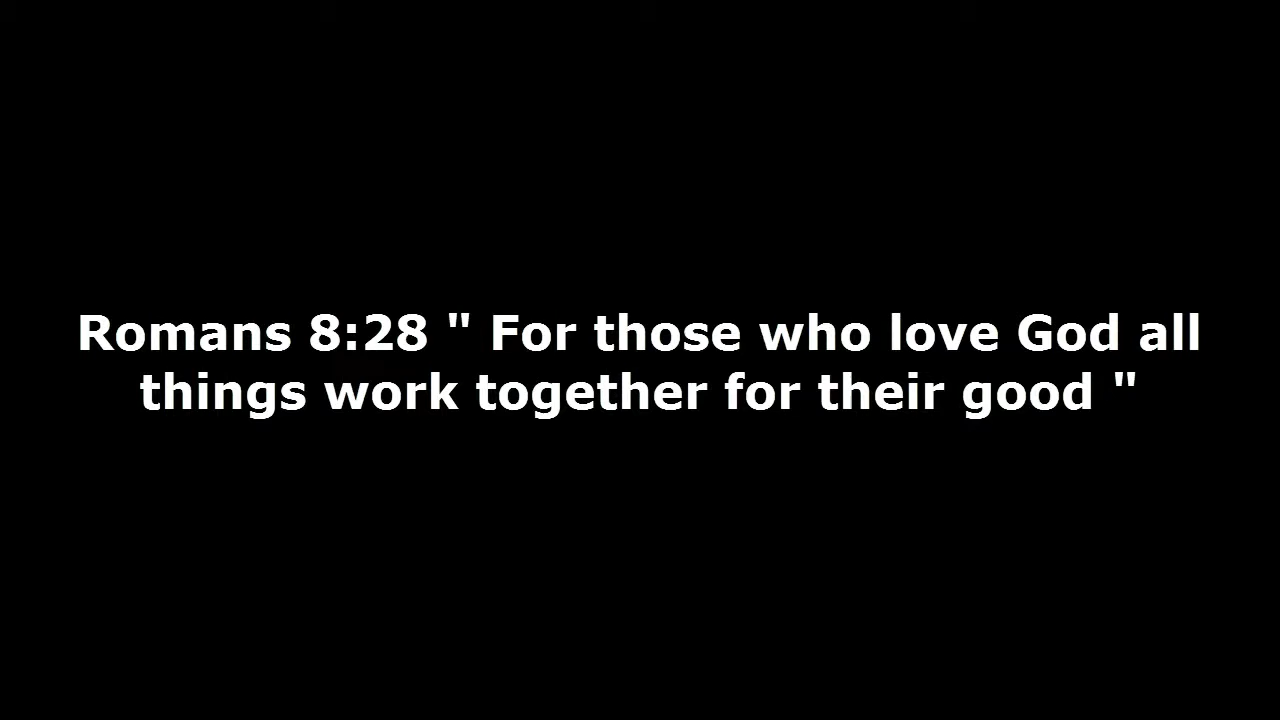 Romans 8:28 " For those who love God all
things work together for their good "